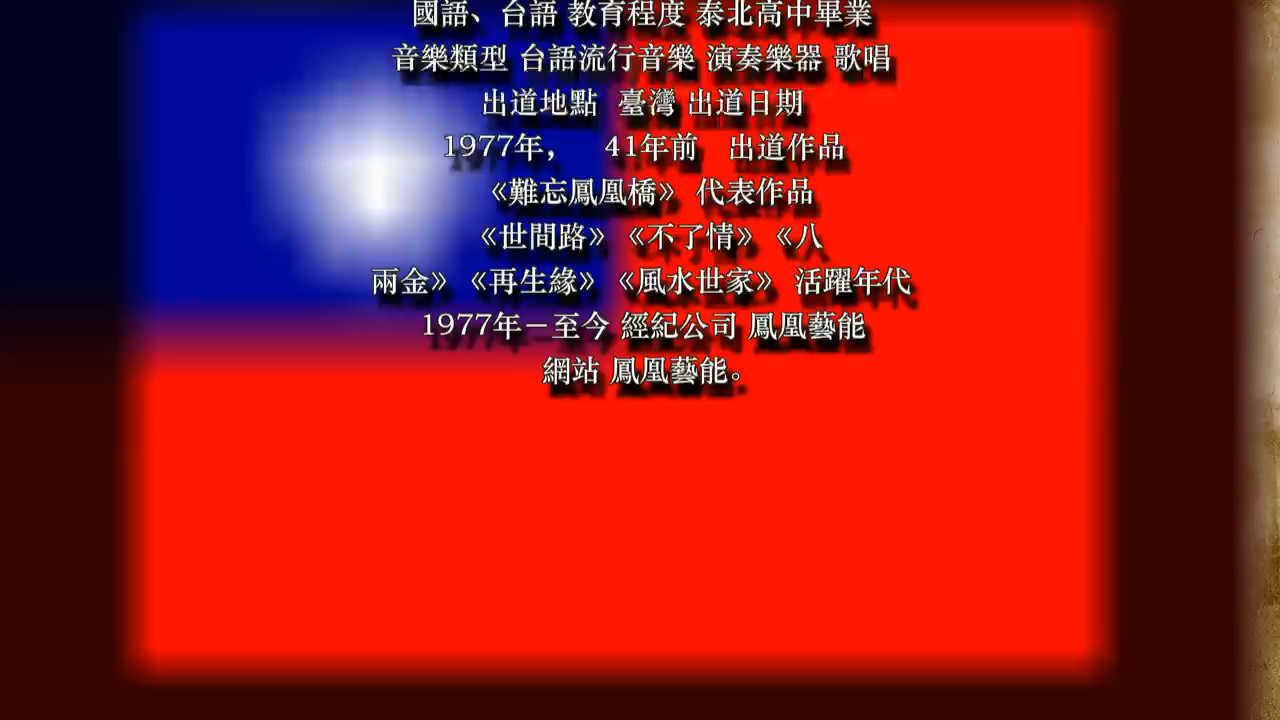 國語、台語 教育程度 泰北高中畢業
音樂類型 台語流行音樂 演奏樂器 歌唱
出道地點 臺灣 出道日期
1977年， 41年前 出道作品
《難忘鳳凰橋》 代表作品
《世間路》《不了情》《八
兩金》《再生緣》《風水世家》 活躍年代
1977年－至今 經紀公司 鳳凰藝能
網站 鳳凰藝能。